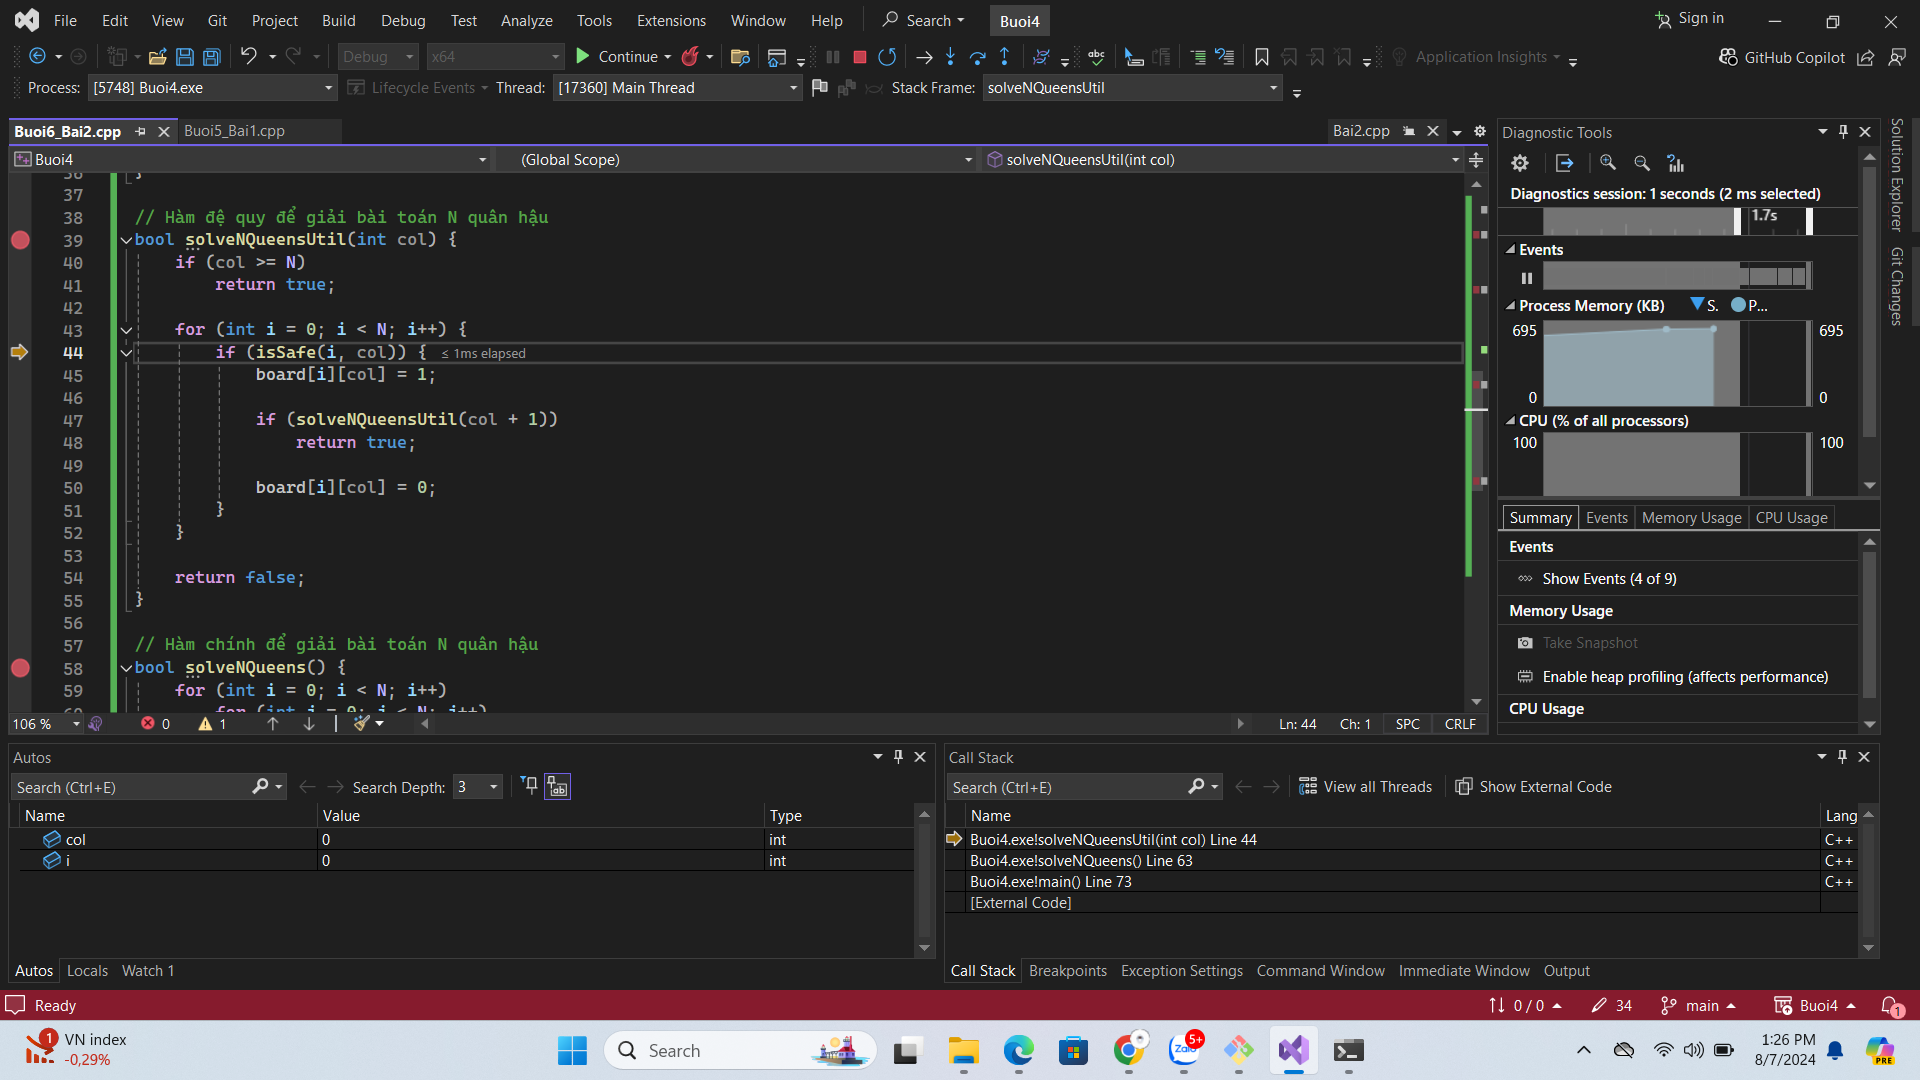 File Edit View Git Project Build Debug Test Analyze Tools Extensions Window Help Search Buoi4 Sign in
Debug x64 Continue Application Insights GitHub Copilot
Process: [5748] Buoi4.exe Lifecycle Events Thread: [17360] Main Thread Stack Frame: solveNQueensUtil
Buoi6_Bai2.cpp Buoi5_Bai1.cpp Bai2.cpp
Buoi4 (Global Scope) solveNQueensUtil(int col)
36 }
37
38 // Hàm đệ quy để giải bài toán N quân hậu
39 bool solveNQueensUtil(int col) {
40 if (col >= N)
41 return true;
42
43 for (int i = 0; i < N; i++) {
44 if (isSafe(i, col)) { ≤ 1ms elapsed
45 board[i][col] = 1;
46
47 if (solveNQueensUtil(col + 1))
48 return true;
49
50 board[i][col] = 0;
51 }
52 }
53
54 return false;
55 }
56
57 // Hàm chính để giải bài toán N quân hậu
58 bool solveNQueens() {
59 for (int i = 0; i < N; i++)
106 % 0 1 Ln: 44 Ch: 1 SPC CRLF
Diagnostic Tools
Diagnostics session: 1 seconds (2 ms selected)
1.7s
Events
Process Memory (KB) S. P...
695 695
0 0
CPU (% of all processors)
100 100
Summary Events Memory Usage CPU Usage
Events
Show Events (4 of 9)
Memory Usage
Take Snapshot
Enable heap profiling (affects performance)
CPU Usage
Solution Explorer
Git Changes
Autos
Search (Ctrl+E) Search Depth: 3
Name Value Type
col 0 int
i 0 int
Autos Locals Watch 1
Call Stack
Search (Ctrl+E) View all Threads Show External Code
Name Lang
Buoi4.exe!solveNQueensUtil(int col) Line 44 C++
Buoi4.exe!solveNQueens() Line 63 C++
Buoi4.exe!main() Line 73 C++
[External Code]
Call Stack Breakpoints Exception Settings Command Window Immediate Window Output
Ready 0 / 0 34 main Buoi4 1
1 VN index
-0,29%
Search
Zalo 5+
PRE
1:26 PM
8/7/2024